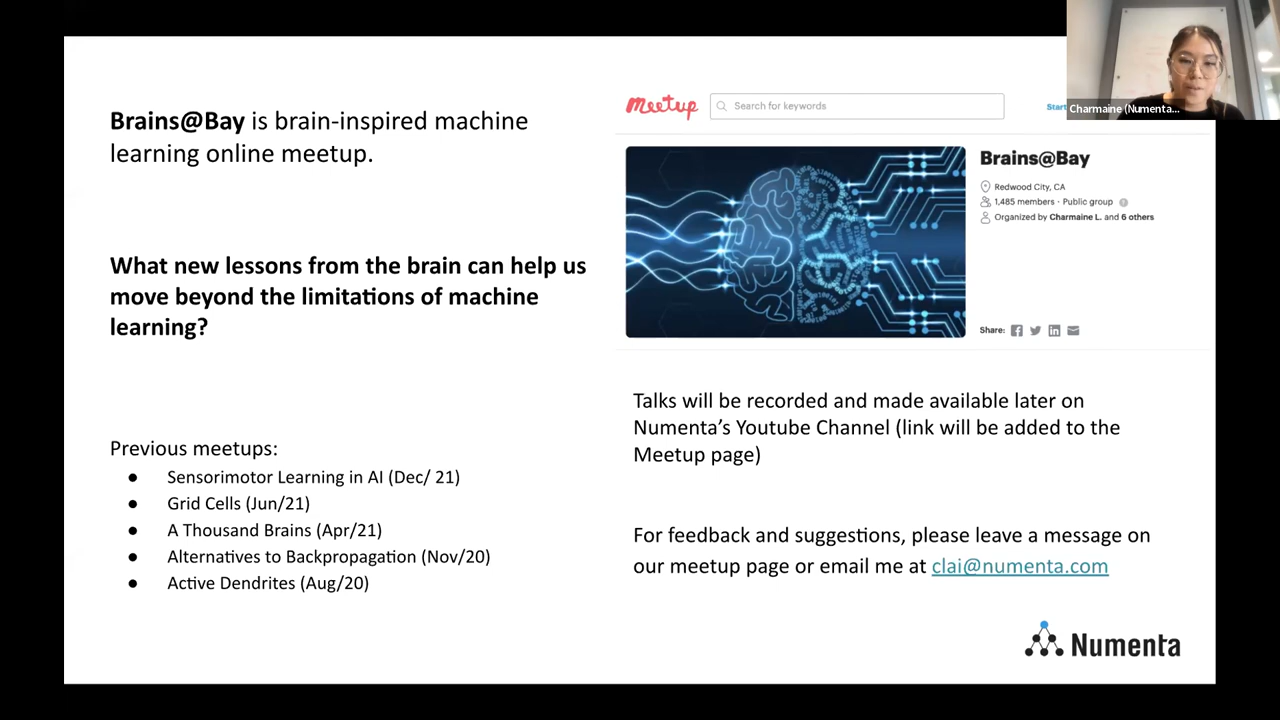 Brains@Bay is brain-inspired machine
learning online meetup.
What new lessons from the brain can help us
move beyond the limitations of machine
learning?
Previous meetups:
● Sensorimotor Learning in AI (Dec/ 21)
● Grid Cells (Jun/21)
● A Thousand Brains (Apr/21)
● Alternatives to Backpropagation (Nov/20)
● Active Dendrites (Aug/20)
meetup
Search for keywords
Start
Charmaine (Numenta...
Brains@Bay
Redwood City, CA
1,485 members · Public group
Organized by Charmaine L. and 6 others
Share:
Talks will be recorded and made available later on
Numenta’s Youtube Channel (link will be added to the
Meetup page)
For feedback and suggestions, please leave a message on
our meetup page or email me at clai@numenta.com
Numenta